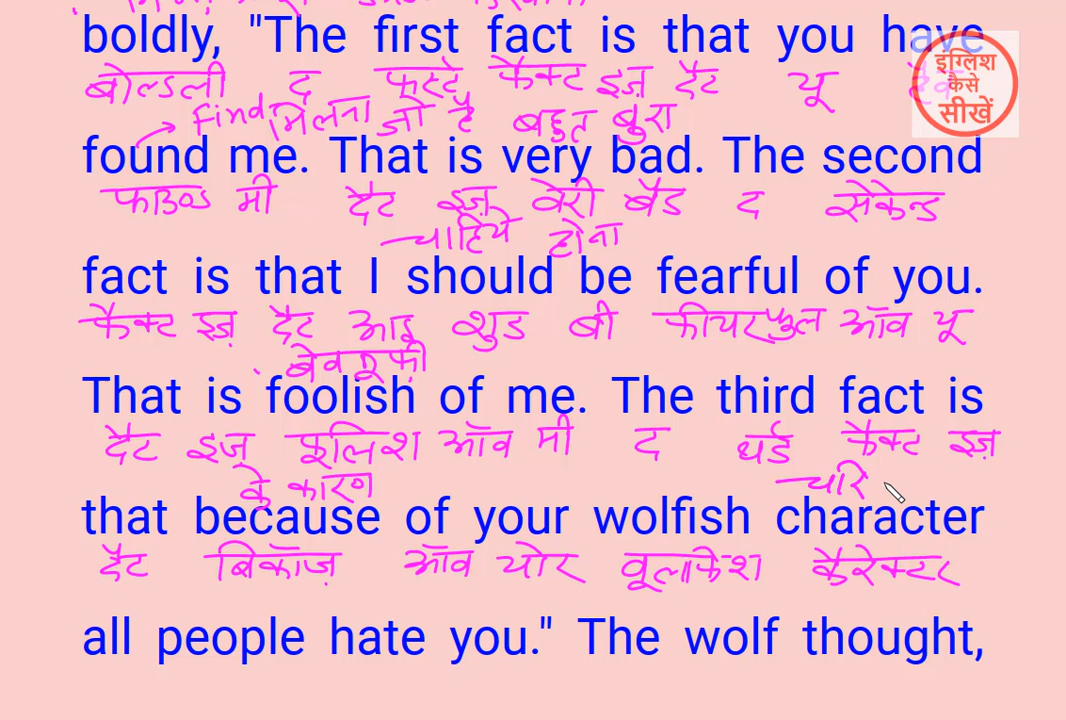 boldly, "The first fact is that you have
बोल्डली द फर्स्ट फैक्ट इज़ दैट यू हैव
इंग्लिश
कैसे
सीखें
find मिलना जो है बहुत बुरा
found me. That is very bad. The second
फाउण्ड मी दैट इज़ वेरी बैड द सेकेन्ड
चाहिये होना
fact is that I should be fearful of you.
फैक्ट इज़ दैट आइ शुड बी फीयरफुल ऑव यू
बेवकूफी
That is foolish of me. The third fact is
दैट इज़ फूलिश ऑव मी द थर्ड फैक्ट इज़
के कारण चरि
that because of your wolfish character
दैट बिकॉज़ ऑव योर वूल्फिश कैरेक्टर
all people hate you." The wolf thought,